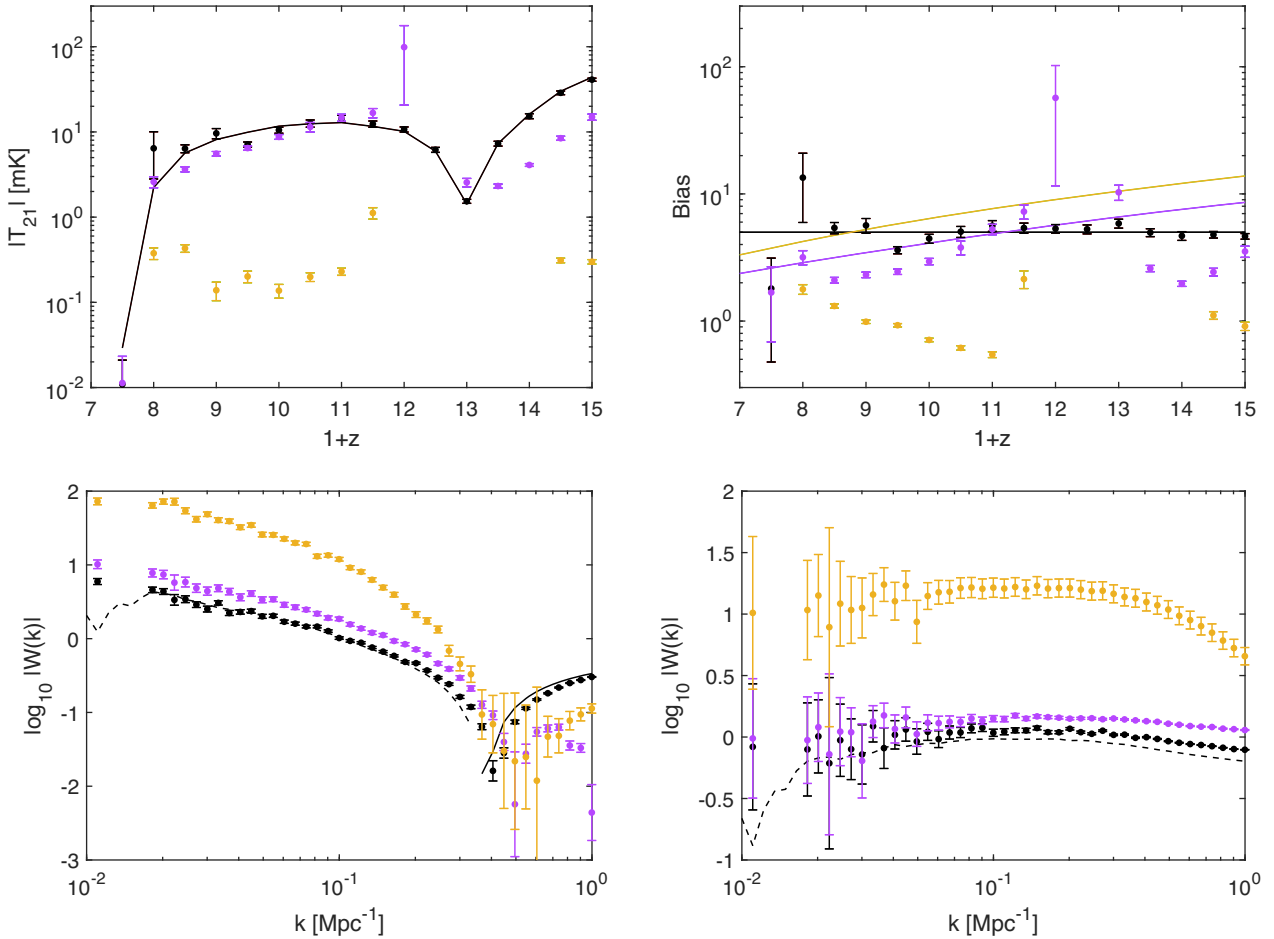 10²
10¹
10⁰
10⁻¹
10⁻²
|T₂₁| [mK]
7 8 9 10 11 12 13 14 15
1+z
10²
10¹
10⁰
Bias
7 8 9 10 11 12 13 14 15
1+z
2
1
0
-1
-2
-3
log₁₀ |W(k)|
10⁻² 10⁻¹ 10⁰
k [Mpc⁻¹]
2
1.5
1
0.5
0
-0.5
-1
log₁₀ |W(k)|
10⁻² 10⁻¹ 10⁰
k [Mpc⁻¹]